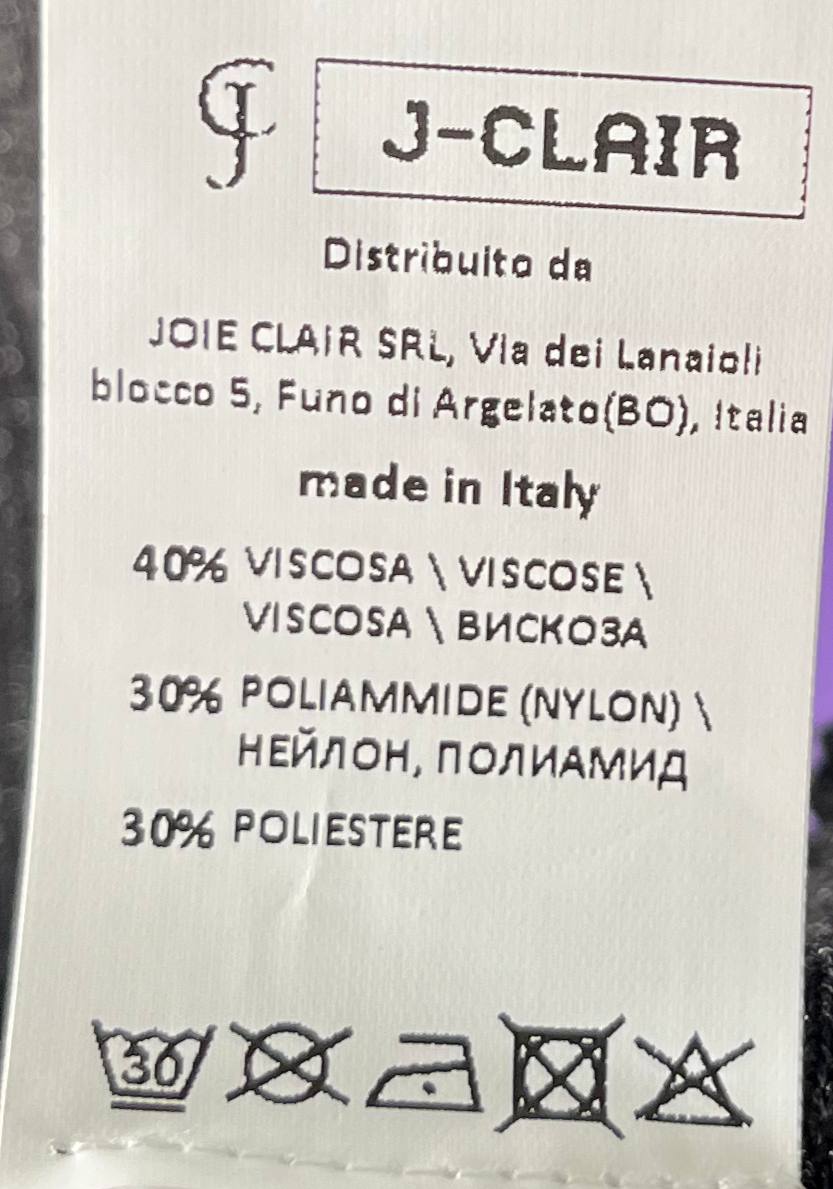 J-CLAIR
Distribuito da
JOIE CLAIR SRL, Via dei Lanaioli
blocco 5, Funo di Argelato(BO), Italia
made in Italy
40% VISCOSA \ VISCOSE \
VISCOSA \ ВИСКОЗА
30% POLIAMMIDE (NYLON) \
НЕЙЛОН, ПОЛИАМИД
30% POLIESTERE
30